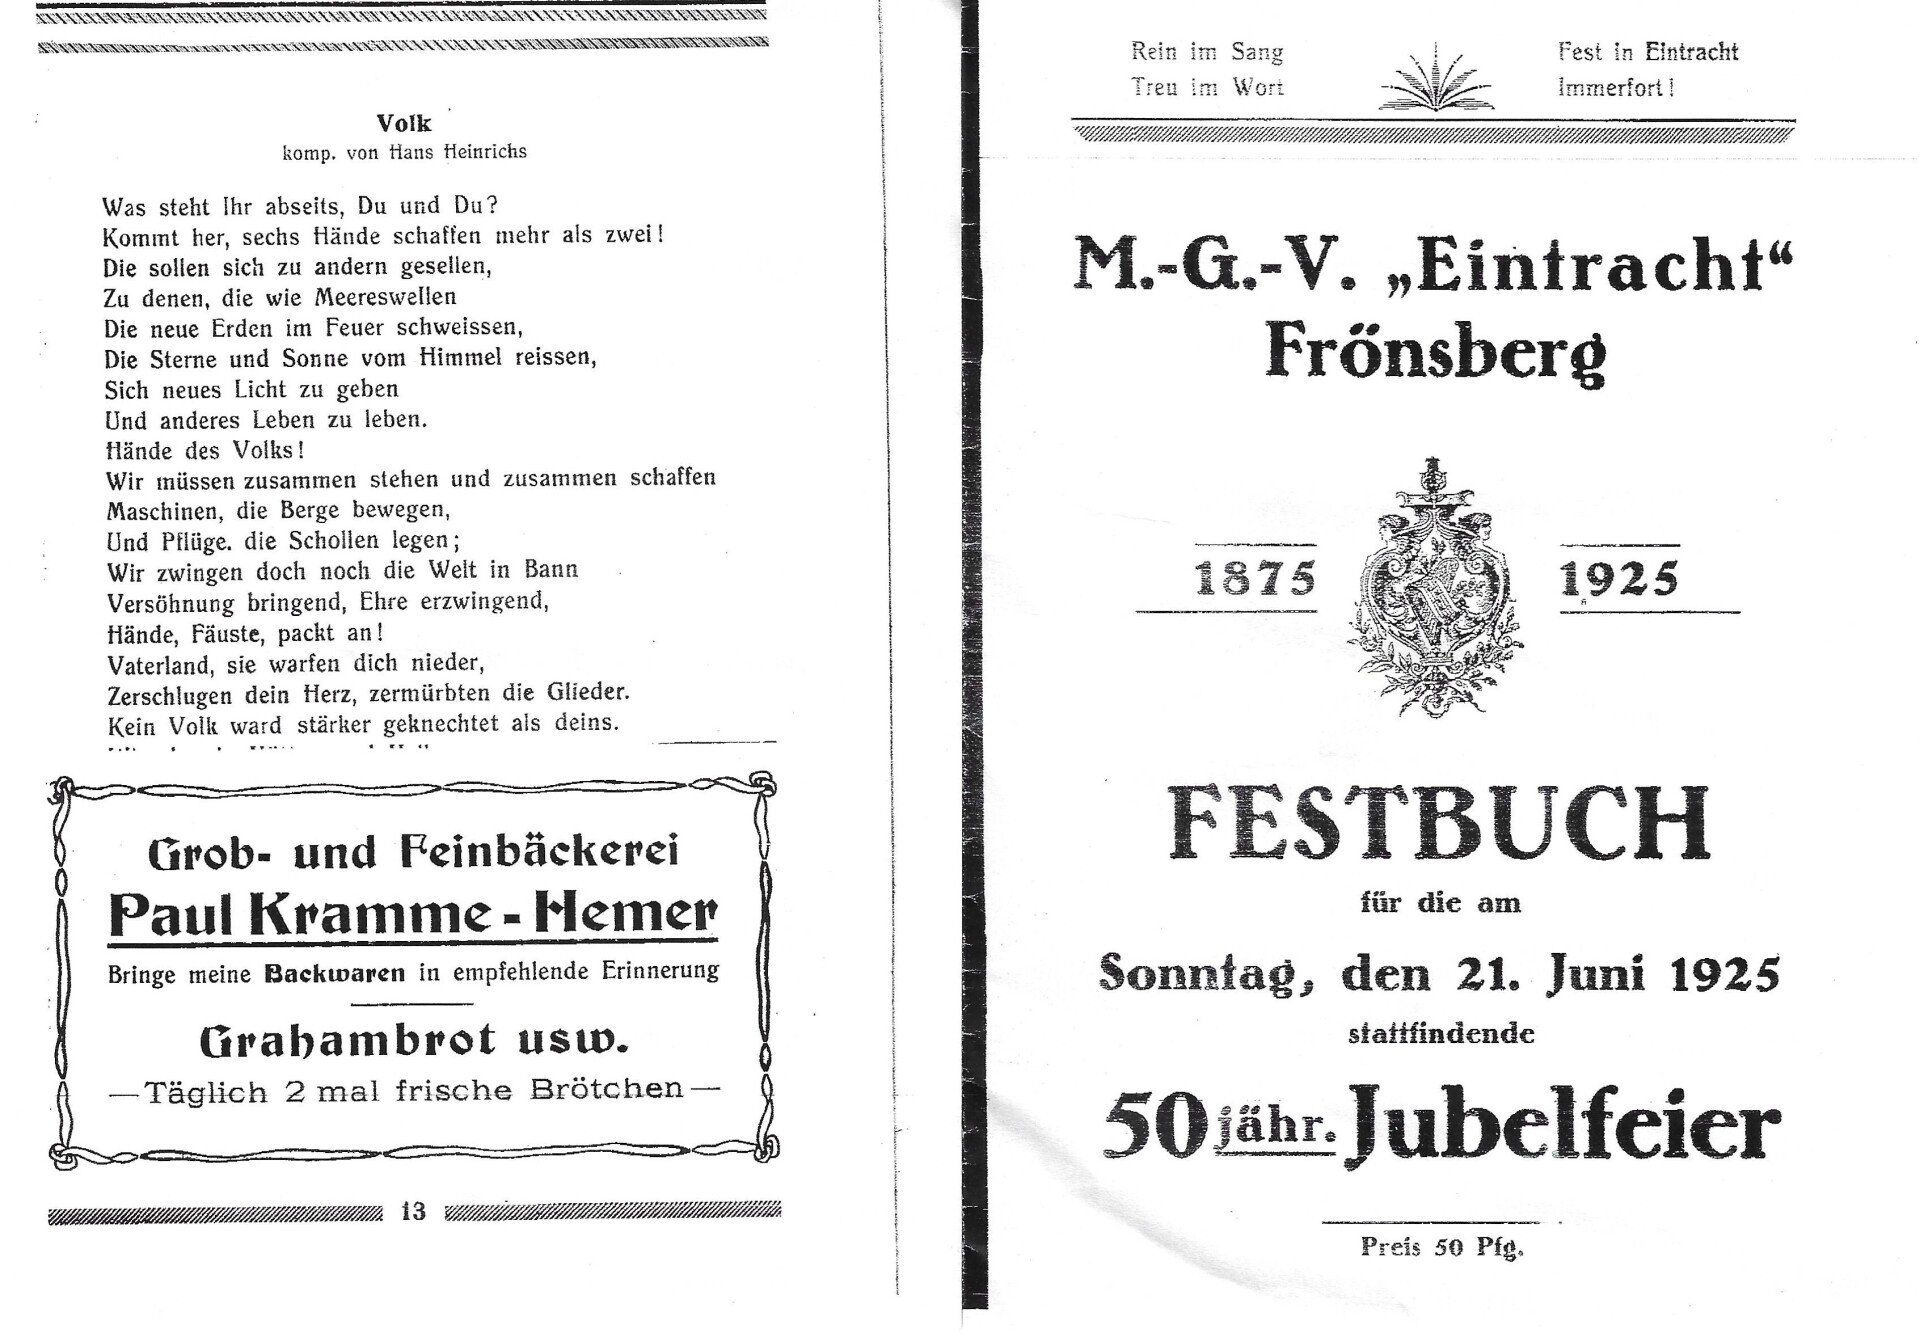 Volk
komp. von Hans Heinrichs
Was steht Ihr abseits, Du und Du?
Kommt her, sechs Hände schaffen mehr als zwei!
Die sollen sich zu andern gesellen,
Zu denen, die wie Meereswellen
Die neue Erden im Feuer schweissen,
Die Sterne und Sonne vom Himmel reissen,
Sich neues Licht zu geben
Und anderes Leben zu leben.
Hände des Volks!
Wir müssen zusammen stehen und zusammen schaffen
Maschinen, die Berge bewegen,
Und Pflüge. die Schollen legen;
Wir zwingen doch noch die Welt in Bann
Versöhnung bringend, Ehre erzwingend,
Hände, Fäuste, packt an!
Vaterland, sie warfen dich nieder,
Zerschlugen dein Herz, zermürbten die Glieder.
Kein Volk ward stärker geknechtet als deins.
Grob- und Feinbäckerei
Paul Kramme - Hemer
Bringe meine Backwaren in empfehlende Erinnerung
Grahambrot usw.
—Täglich 2 mal frische Brötchen—
13
Rein im Sang
Treu im Wort
Fest in Eintracht
Immerfort!
M.-G.-V. „Eintracht“
Frönsberg
1875
1925
FESTBUCH
für die am
Sonntag, den 21. Juni 1925
stattfindende
50 jähr. Jubelfeier
Preis 50 Pfg.